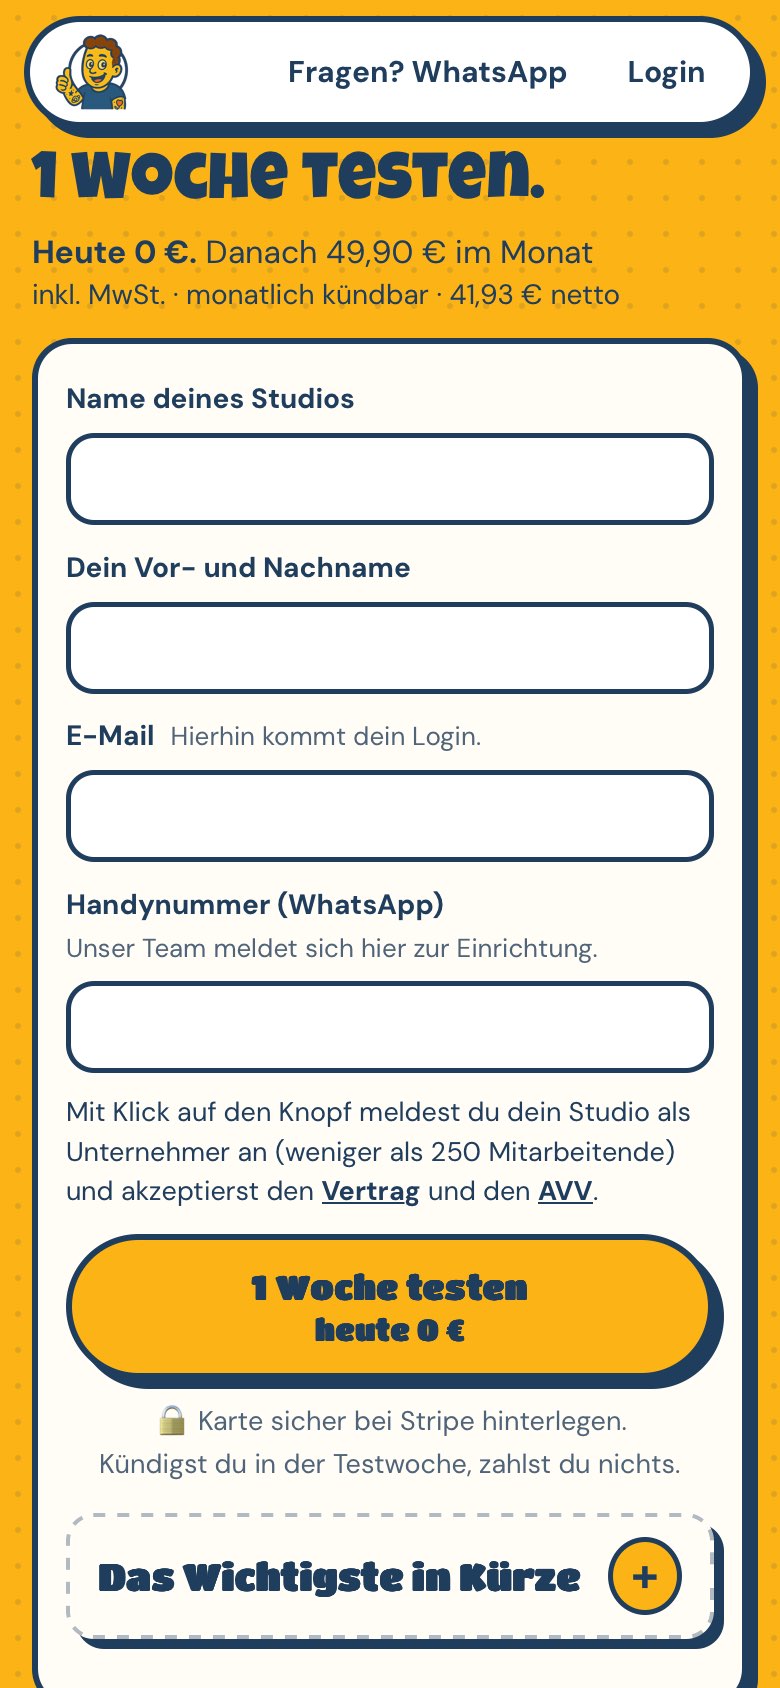 Fragen? WhatsApp Login
1 Woche testen.
Heute 0 €. Danach 49,90 € im Monat
inkl. MwSt. · monatlich kündbar · 41,93 € netto
Name deines Studios
Dein Vor- und Nachname
E-Mail Hierhin kommt dein Login.
Handynummer (WhatsApp)
Unser Team meldet sich hier zur Einrichtung.
Mit Klick auf den Knopf meldest du dein Studio als
Unternehmer an (weniger als 250 Mitarbeitende)
und akzeptierst den Vertrag und den AVV.
1 Woche testen
heute 0 €
🔒 Karte sicher bei Stripe hinterlegen.
Kündigst du in der Testwoche, zahlst du nichts.
Das Wichtigste in Kürze +